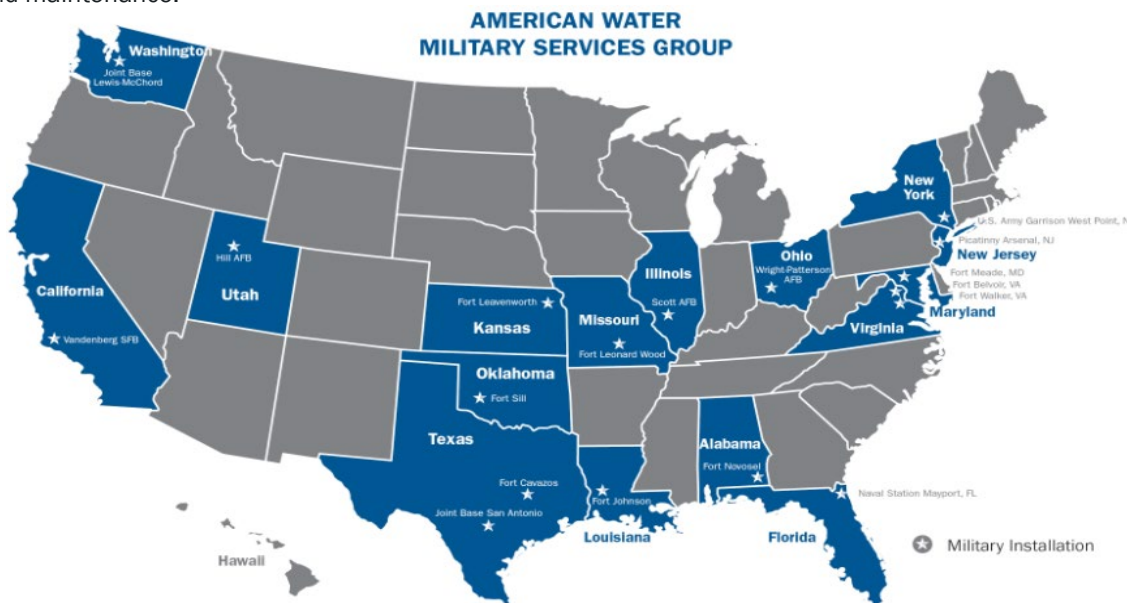 maintenance.
AMERICAN WATER
MILITARY SERVICES GROUP
Washington
Joint Base
Lewis-McChord
New
York
U.S. Army Garrison West Point, N
Picatinny Arsenal, NJ
New Jersey
Fort Meade, MD
Fort Belvoir, VA
Fort Walker, VA
Maryland
Virginia
Ohio
Wright-Patterson
AFB
Illinois
Scott AFB
Hill AFB
Utah
California
Vandenberg SFB
Fort Leavenworth
Kansas
Missouri
Fort Leonard Wood
Oklahoma
Fort Sill
Texas
Fort Cavazos
Joint Base San Antonio
Alabama
Fort Novosel
Fort Johnson
Louisiana
Naval Station Mayport, FL
Florida
Hawaii
Military Installation